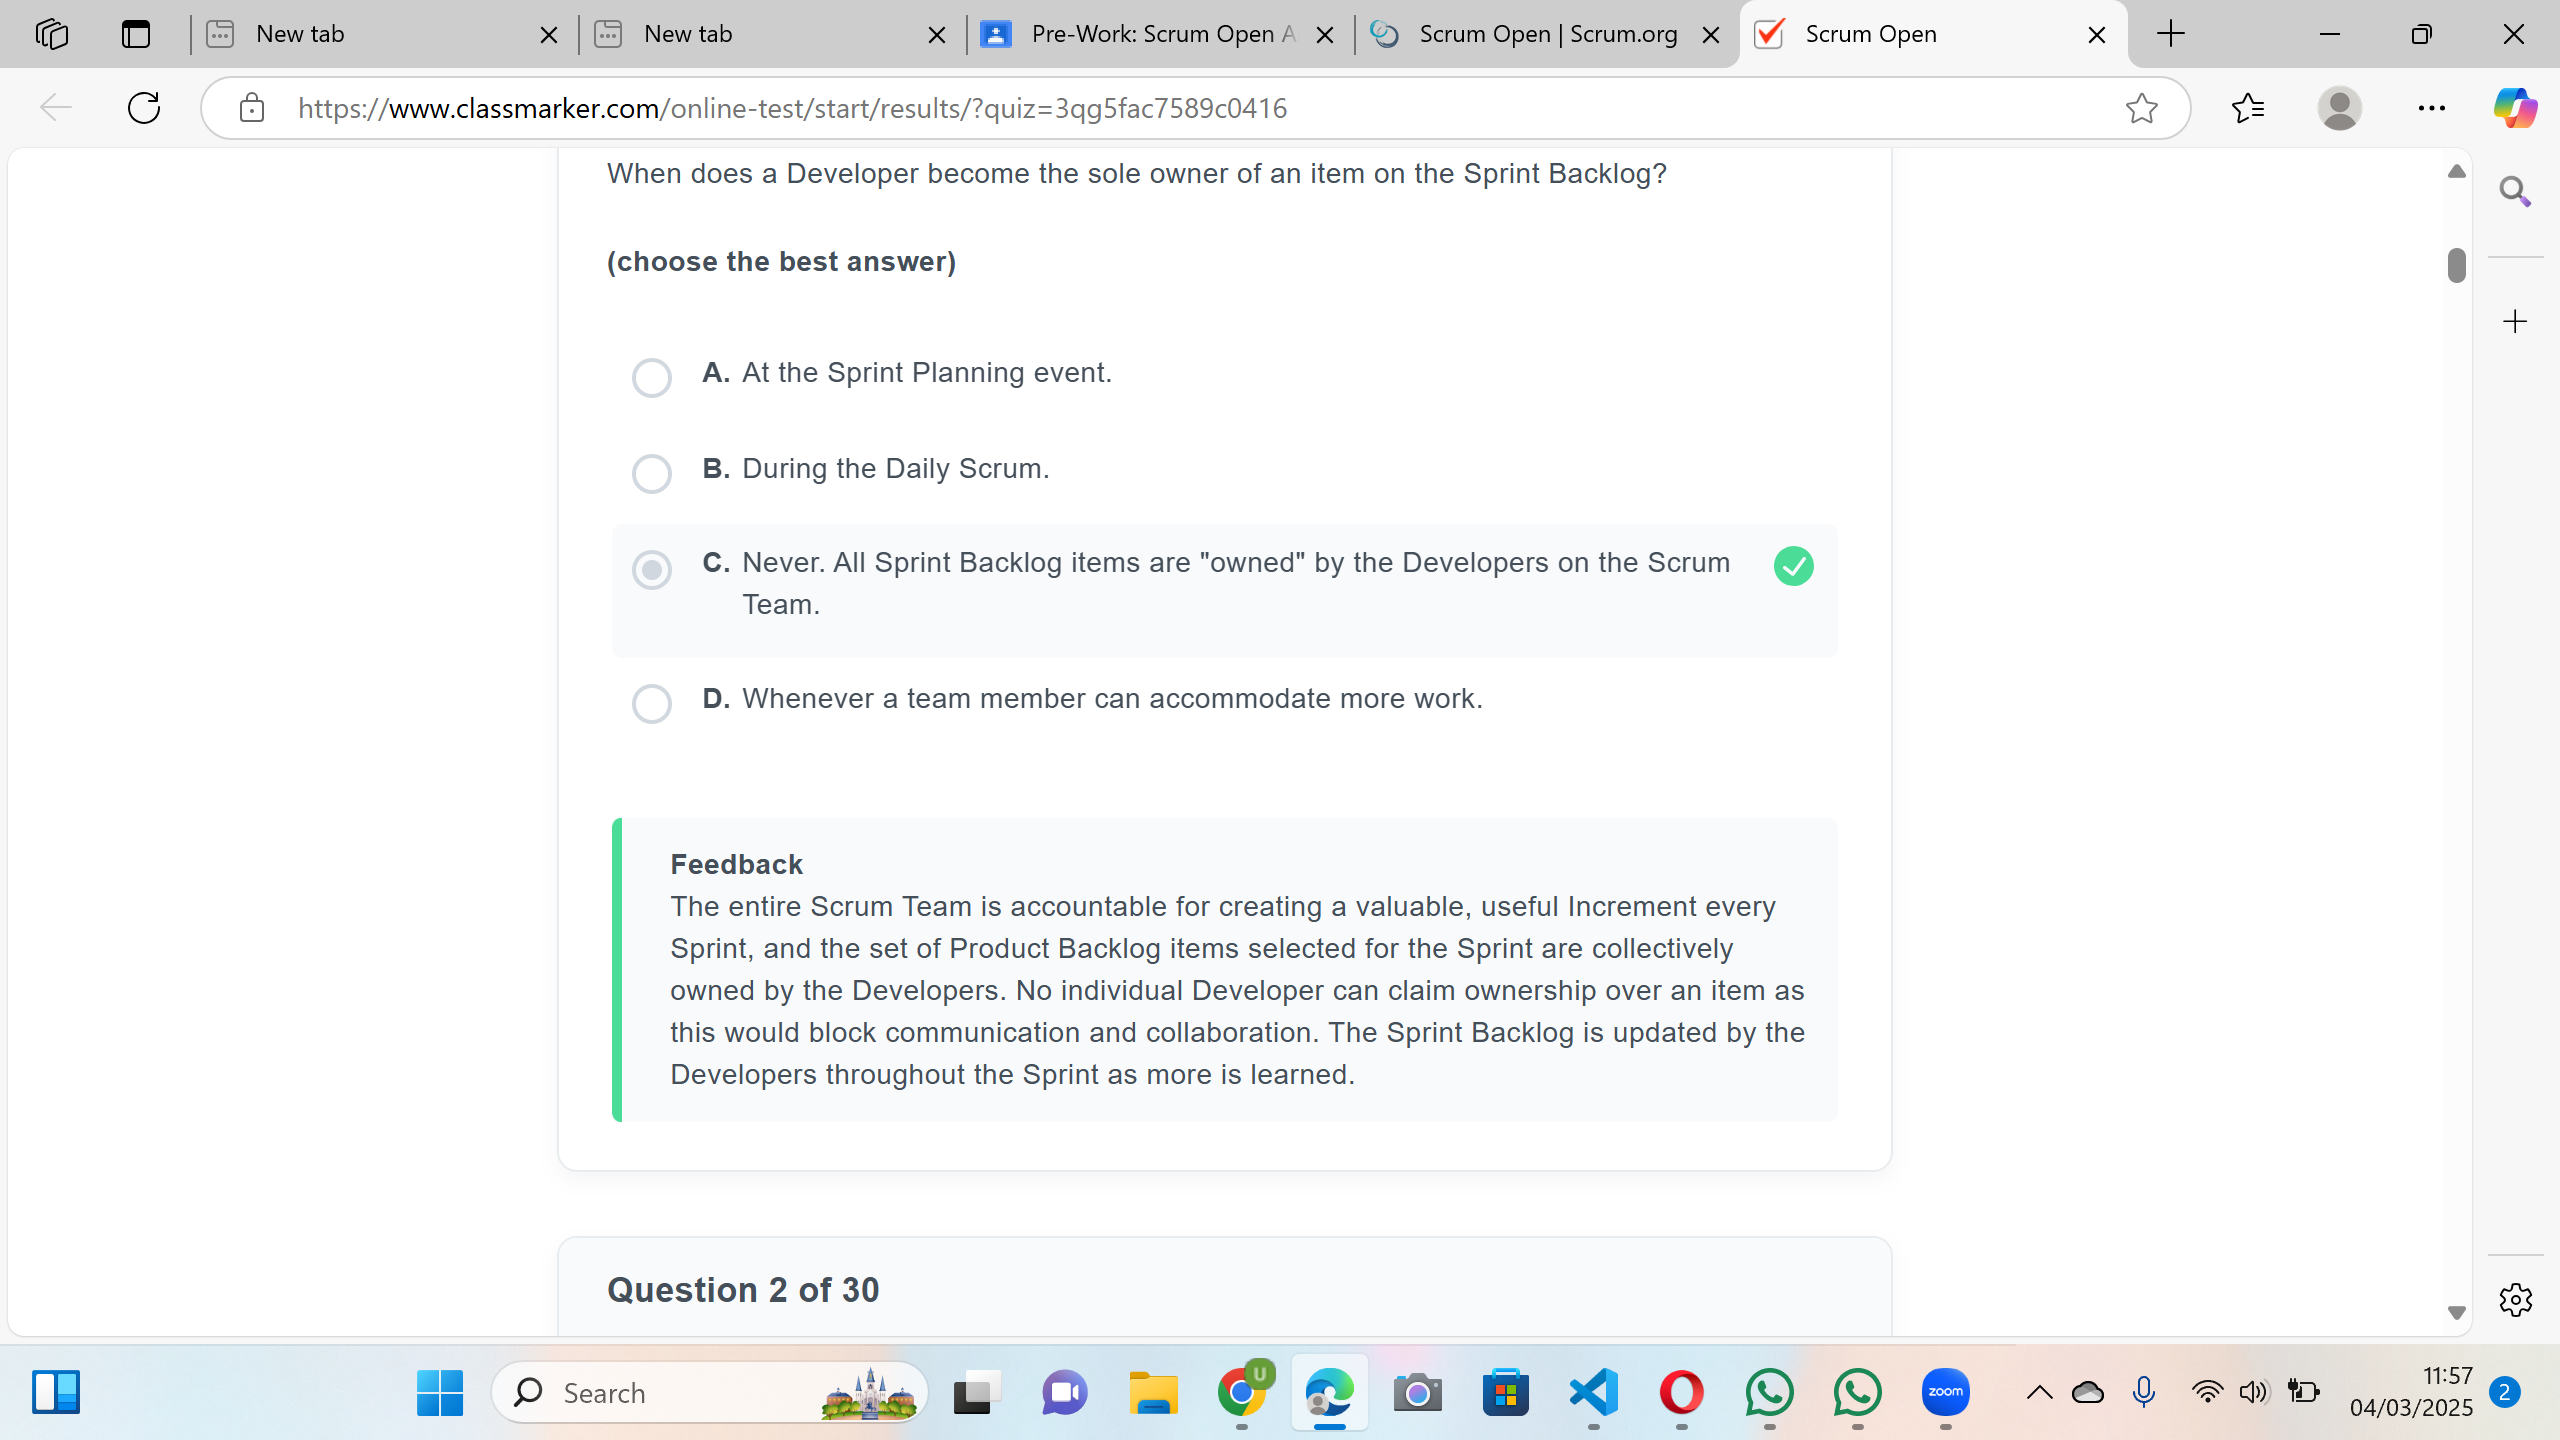 New tab
New tab
Pre-Work: Scrum Open A
Scrum Open | Scrum.org
Scrum Open
https://www.classmarker.com/online-test/start/results/?quiz=3qg5fac7589c0416
When does a Developer become the sole owner of an item on the Sprint Backlog?
(choose the best answer)
A. At the Sprint Planning event.
B. During the Daily Scrum.
C. Never. All Sprint Backlog items are "owned" by the Developers on the Scrum
Team.
D. Whenever a team member can accommodate more work.
Feedback
The entire Scrum Team is accountable for creating a valuable, useful Increment every
Sprint, and the set of Product Backlog items selected for the Sprint are collectively
owned by the Developers. No individual Developer can claim ownership over an item as
this would block communication and collaboration. The Sprint Backlog is updated by the
Developers throughout the Sprint as more is learned.
Question 2 of 30
Search
U
zoom
11:57
04/03/2025
2